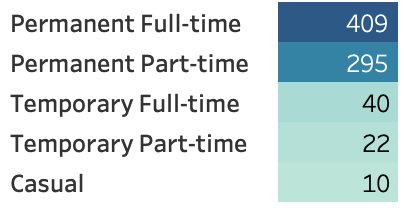 Permanent Full-time 409
Permanent Part-time 295
Temporary Full-time 40
Temporary Part-time 22
Casual 10